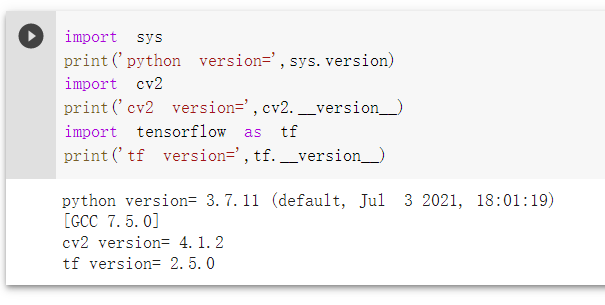 import sys
print('python version=',sys.version)
import cv2
print('cv2 version=',cv2.__version__)
import tensorflow as tf
print('tf version=',tf.__version__)
python version= 3.7.11 (default, Jul  3 2021, 18:01:19)
[GCC 7.5.0]
cv2 version= 4.1.2
tf version= 2.5.0